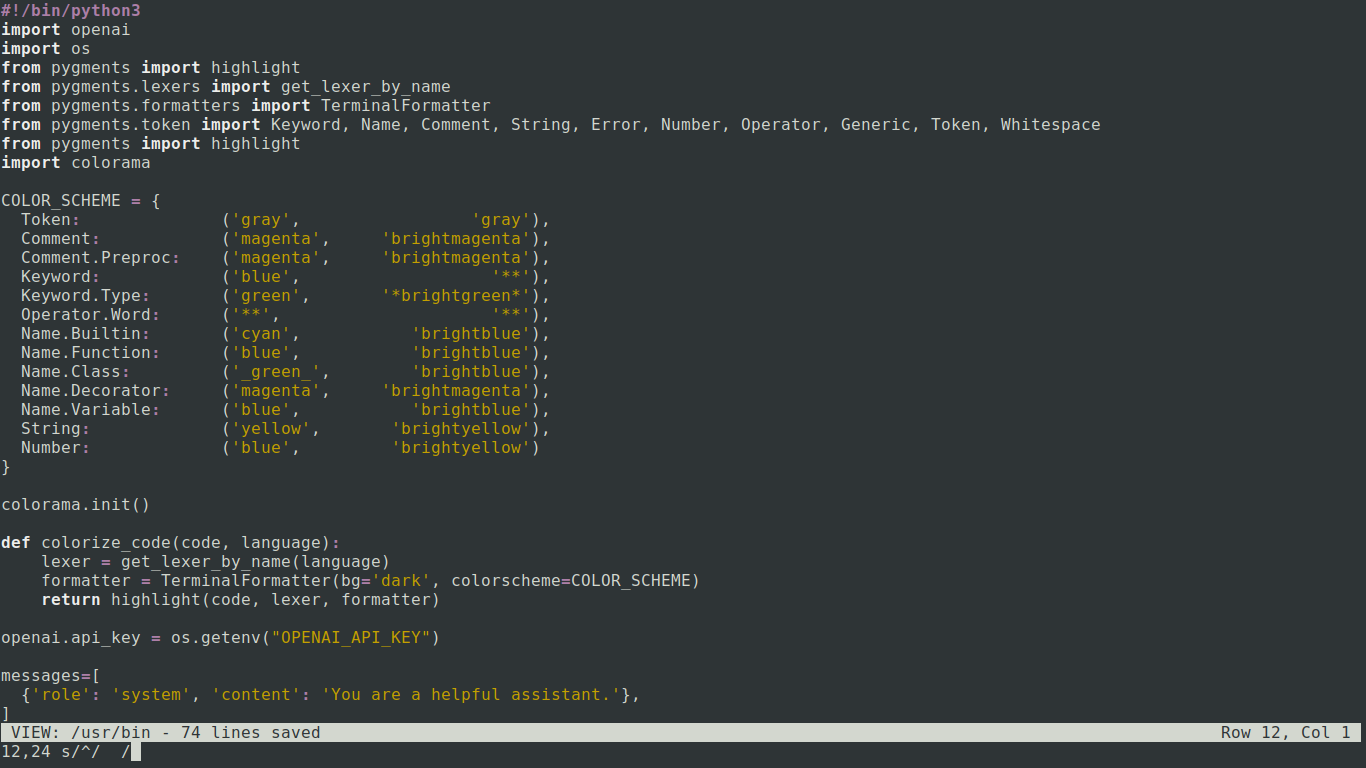 #!/bin/python3
import openai
import os
from pygments import highlight
from pygments.lexers import get_lexer_by_name
from pygments.formatters import TerminalFormatter
from pygments.token import Keyword, Name, Comment, String, Error, Number, Operator, Generic, Token, Whitespace
from pygments import highlight
import colorama

COLOR_SCHEME = {
  Token:              ('gray',                 'gray'),
  Comment:            ('magenta',     'brightmagenta'),
  Comment.Preproc:    ('magenta',     'brightmagenta'),
  Keyword:            ('blue',                   '**'),
  Keyword.Type:       ('green',       '*brightgreen*'),
  Operator.Word:      ('**',                     '**'),
  Name.Builtin:       ('cyan',            'brightblue'),
  Name.Function:      ('blue',           'brightblue'),
  Name.Class:         ('_green_',        'brightblue'),
  Name.Decorator:     ('magenta',     'brightmagenta'),
  Name.Variable:      ('blue',           'brightblue'),
  String:             ('yellow',       'brightyellow'),
  Number:             ('blue',         'brightyellow')
}

colorama.init()

def colorize_code(code, language):
    lexer = get_lexer_by_name(language)
    formatter = TerminalFormatter(bg='dark', colorscheme=COLOR_SCHEME)
    return highlight(code, lexer, formatter)

openai.api_key = os.getenv("OPENAI_API_KEY")

messages=[
  {'role': 'system', 'content': 'You are a helpful assistant.'},
]
VIEW: /usr/bin - 74 lines saved Row 12, Col 1
12,24 s/^/  /